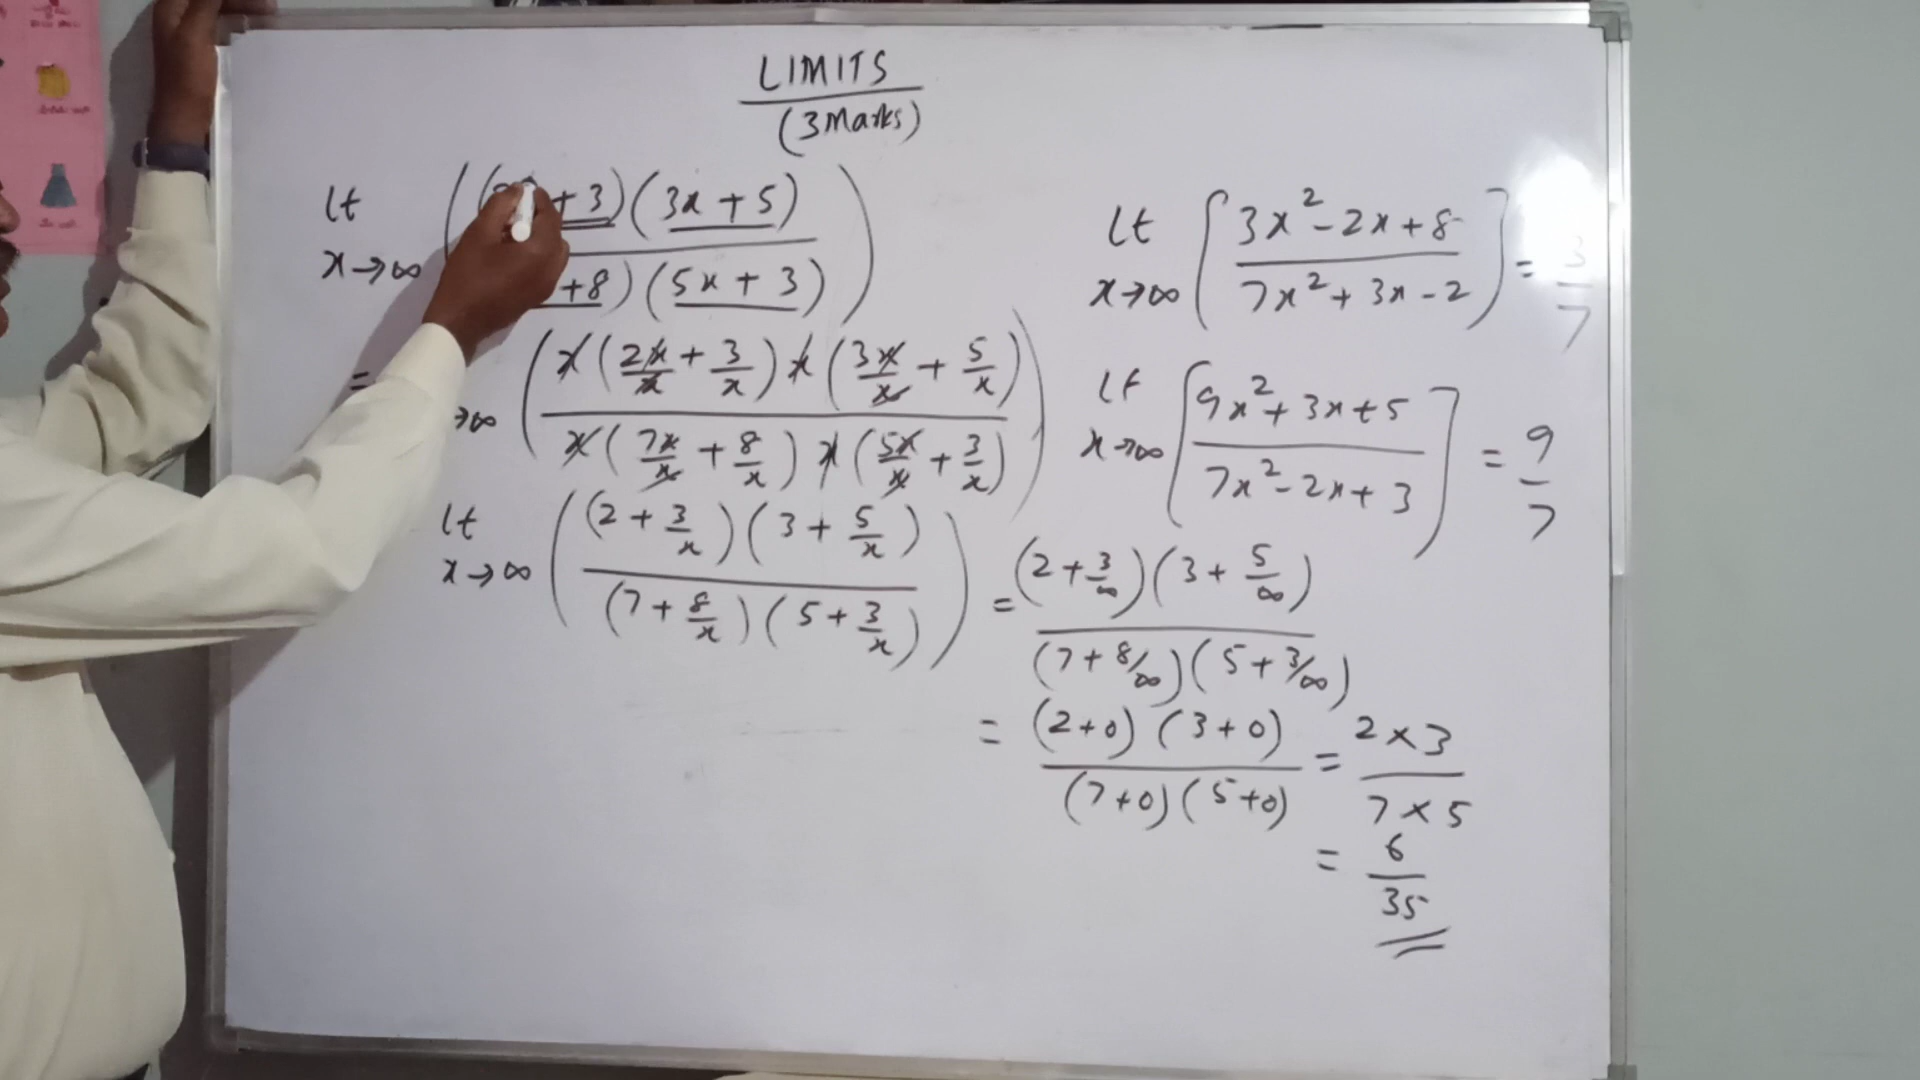 LIMITS
(3 Marks)
lt x→∞ ( ( +3)(3x+5) / +8)(5x+3) )
= →∞ ( x(2x/x + 3/x) x(3x/x + 5/x) / x(7x/x + 8/x) x(5x/x + 3/x) )
lt x→∞ ( (2+3/x)(3+5/x) / (7+8/x)(5+3/x) )
= (2+3/∞)(3+5/∞) / (7+8/∞)(5+3/∞)
= (2+0)(3+0) / (7+0)(5+0) = 2×3 / 7×5
= 6/35
lt x→∞ [ 3x²-2x+8 / 7x²+3x-2 ] = 3/7
lt x→∞ [ 9x²+3x+5 / 7x²-2x+3 ] = 9/7